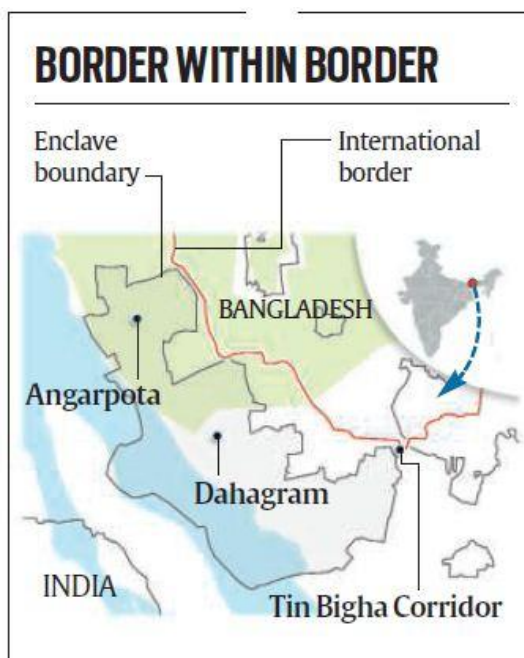 BORDER WITHIN BORDER
Enclave
boundary
International
border
BANGLADESH
Angarpota
Dahagram
INDIA
Tin Bigha Corridor